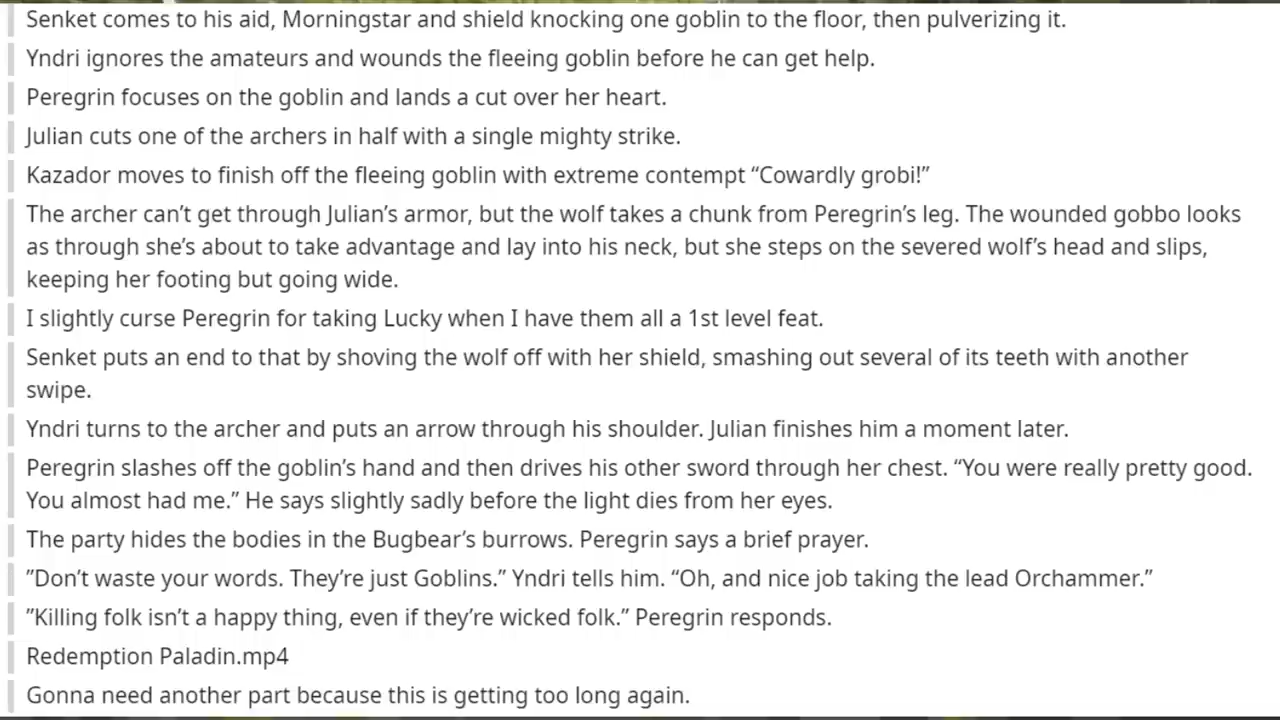 Senket comes to his aid, Morningstar and shield knocking one goblin to the floor, then pulverizing it.
Yndri ignores the amateurs and wounds the fleeing goblin before he can get help.
Peregrin focuses on the goblin and lands a cut over her heart.
Julian cuts one of the archers in half with a single mighty strike.
Kazador moves to finish off the fleeing goblin with extreme contempt “Cowardly grobi!”
The archer can’t get through Julian’s armor, but the wolf takes a chunk from Peregrin’s leg. The wounded gobbo looks
as through she’s about to take advantage and lay into his neck, but she steps on the severed wolf’s head and slips,
keeping her footing but going wide.
I slightly curse Peregrin for taking Lucky when I have them all a 1st level feat.
Senket puts an end to that by shoving the wolf off with her shield, smashing out several of its teeth with another
swipe.
Yndri turns to the archer and puts an arrow through his shoulder. Julian finishes him a moment later.
Peregrin slashes off the goblin’s hand and then drives his other sword through her chest. “You were really pretty good.
You almost had me.” He says slightly sadly before the light dies from her eyes.
The party hides the bodies in the Bugbear’s burrows. Peregrin says a brief prayer.
”Don’t waste your words. They’re just Goblins.” Yndri tells him. “Oh, and nice job taking the lead Orchammer.”
”Killing folk isn’t a happy thing, even if they’re wicked folk.” Peregrin responds.
Redemption Paladin.mp4
Gonna need another part because this is getting too long again.